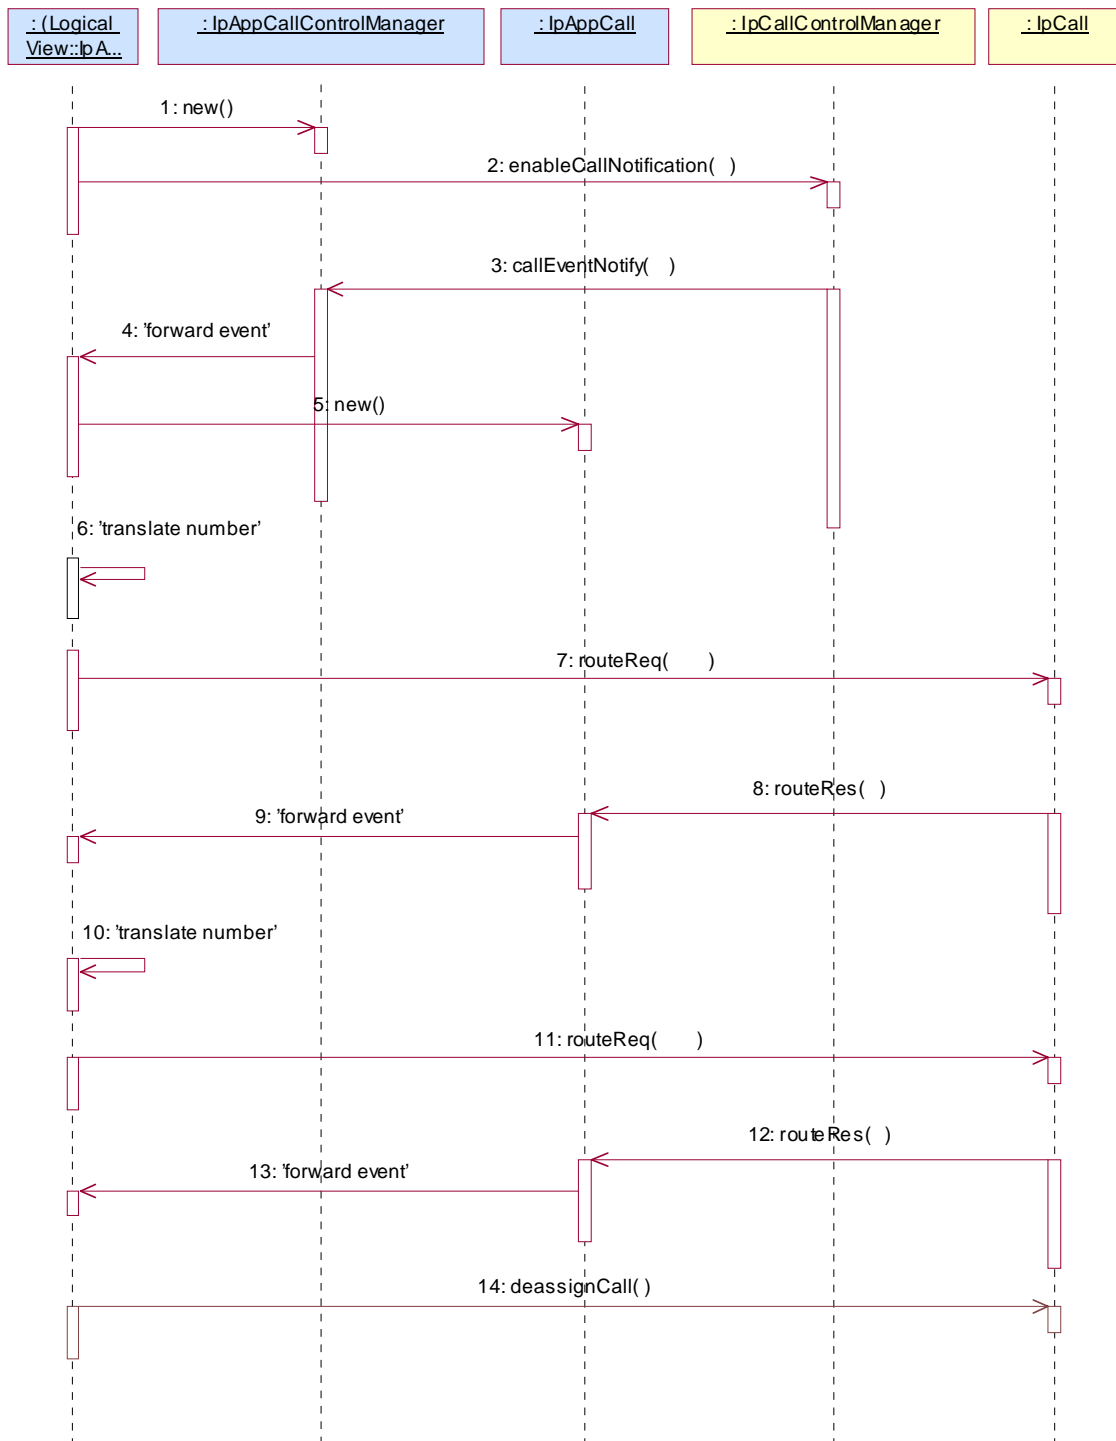 : (Logical
View::IpA...
: IpAppCallControlManager
: IpAppCall
: IpCallControlManager
: IpCall
1: new()
2: enableCallNotification( )
3: callEventNotify( )
4: 'forward event'
5: new()
6: 'translate number'
7: routeReq( )
8: routeRes( )
9: 'forward event'
10: 'translate number'
11: routeReq( )
12: routeRes( )
13: 'forward event'
14: deassignCall( )